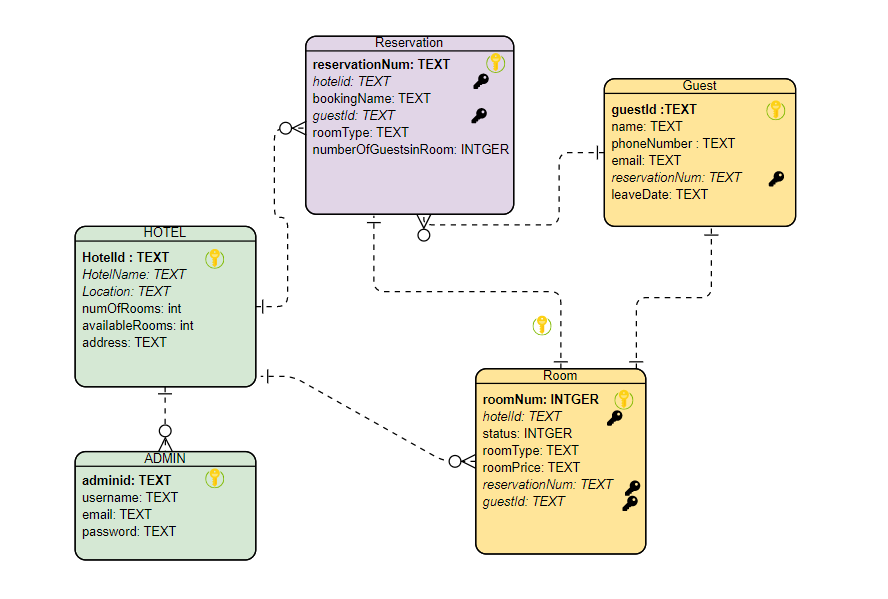 Reservation
reservationNum: TEXT
hotelid: TEXT
bookingName: TEXT
guestId: TEXT
roomType: TEXT
numberOfGuestsinRoom: INTGER
Guest
guestId :TEXT
name: TEXT
phoneNumber : TEXT
email: TEXT
reservationNum: TEXT
leaveDate: TEXT
HOTEL
HotelId : TEXT
HotelName: TEXT
Location: TEXT
numOfRooms: int
availableRooms: int
address: TEXT
Room
roomNum: INTGER
hotelId: TEXT
status: INTGER
roomType: TEXT
roomPrice: TEXT
reservationNum: TEXT
guestId: TEXT
ADMIN
adminid: TEXT
username: TEXT
email: TEXT
password: TEXT